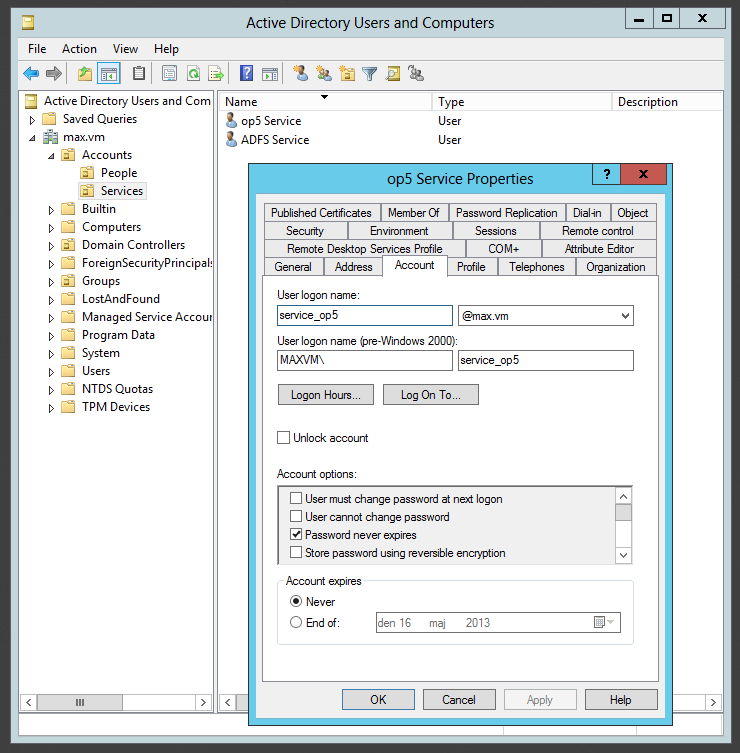 Active Directory Users and Computers
File Action View Help
Active Directory Users and Com
Saved Queries
max.vm
Accounts
People
Services
Builtin
Computers
Domain Controllers
ForeignSecurityPrincipals
Groups
LostAndFound
Managed Service Accour
Program Data
System
Users
NTDS Quotas
TPM Devices
Name Type Description
op5 Service User
ADFS Service User
op5 Service Properties
? X
Published Certificates Member Of Password Replication Dial-in Object
Security Environment Sessions Remote control
Remote Desktop Services Profile COM+ Attribute Editor
General Address Account Profile Telephones Organization
User logon name:
service_op5 @max.vm
User logon name (pre-Windows 2000):
MAXVM\ service_op5
Logon Hours... Log On To...
Unlock account
Account options:
User must change password at next logon
User cannot change password
Password never expires
Store password using reversible encryption
Account expires
Never
End of: den 16 maj 2013
OK Cancel Apply Help